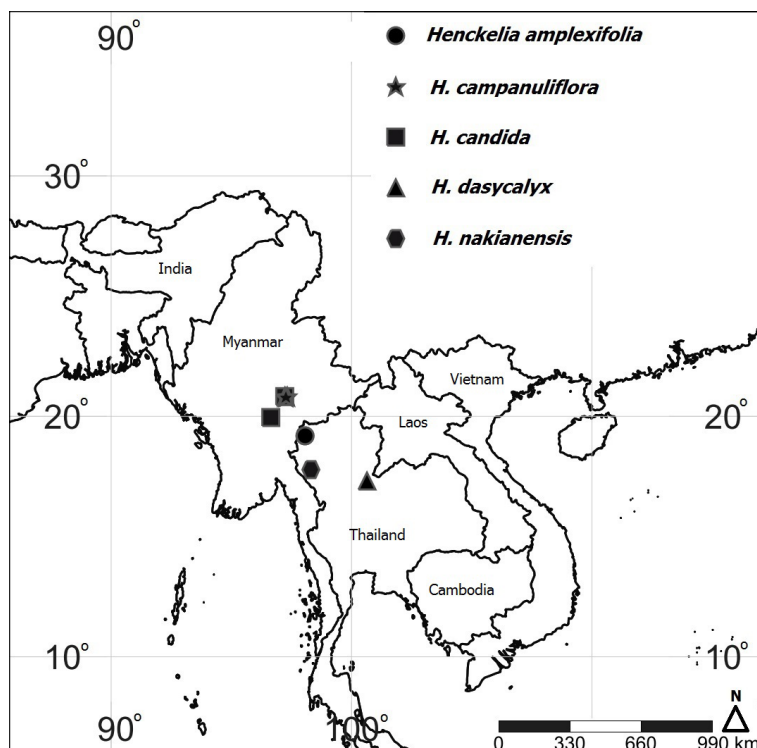 90°
Henckelia amplexifolia
H. campanuliflora
H. candida
30°
H. dasycalyx
H. nakianensis
India
Myanmar
Vietnam
20°
Laos
20°
Thailand
Cambodia
10°
10°
N
90°
100°
0 330 660 990 km